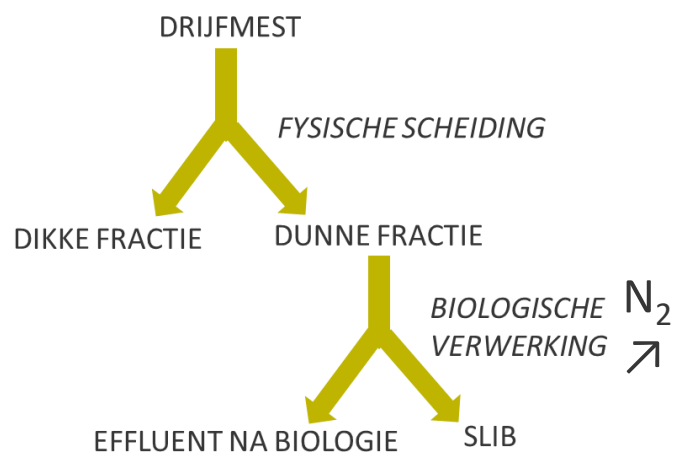 DRIJFMEST
FYSISCHE SCHEIDING
DIKKE FRACTIE
DUNNE FRACTIE
BIOLOGISCHE
VERWERKING
N₂
EFFLUENT NA BIOLOGIE
SLIB